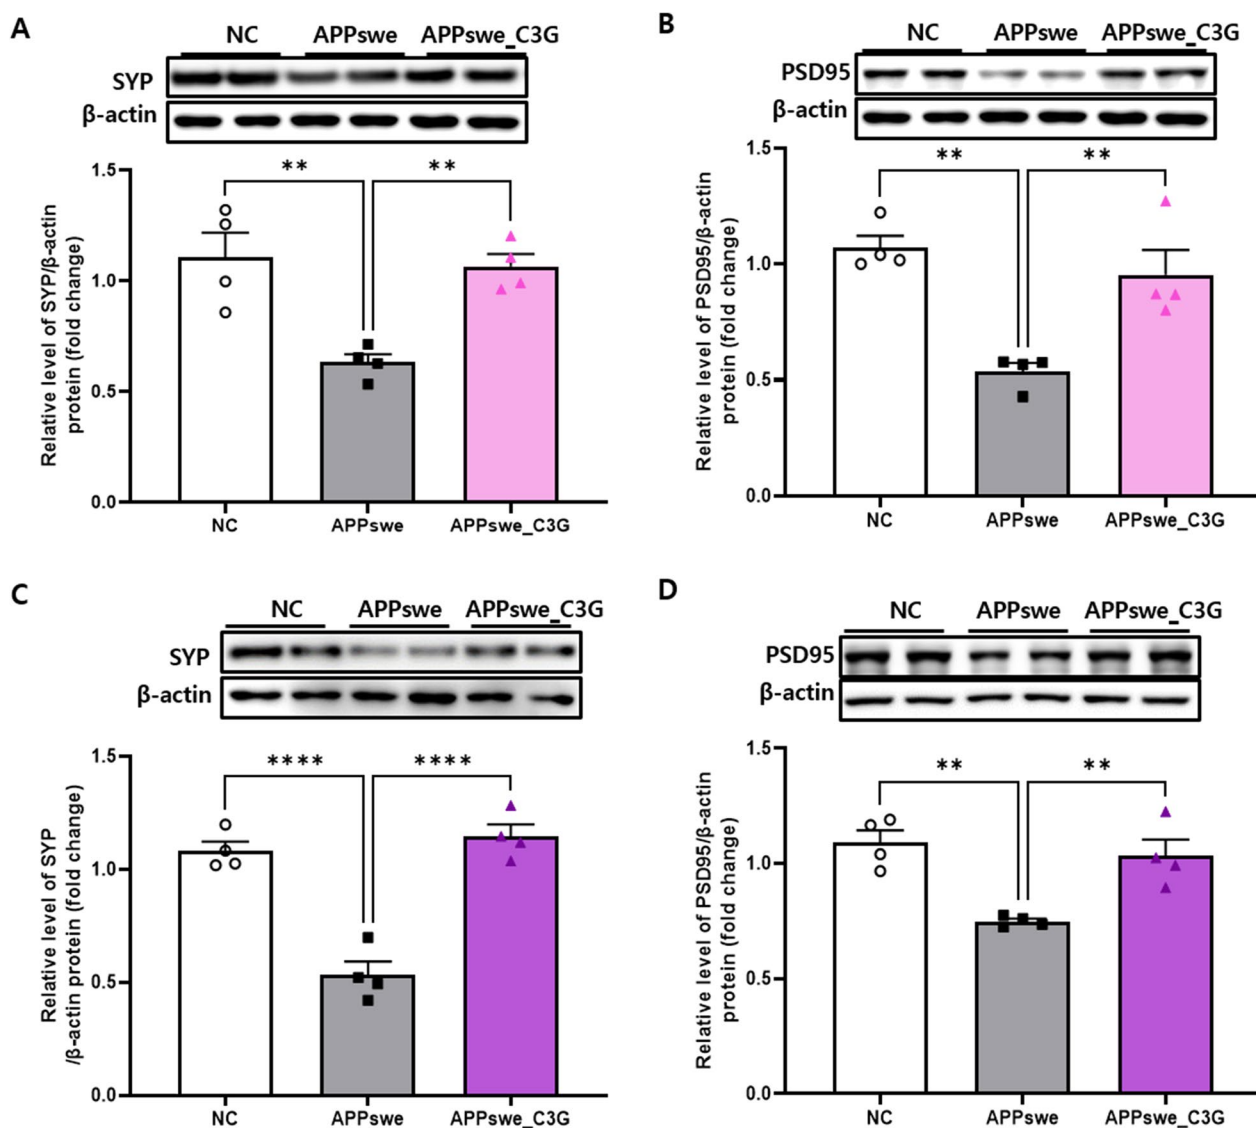 A
NC APPswe APPswe_C3G
SYP
β-actin
Relative level of SYP/β-actin
protein (fold change)
1.5
1.0
0.5
0.0
** **
NC APPswe APPswe_C3G
B
NC APPswe APPswe_C3G
PSD95
β-actin
Relative level of PSD95/β-actin
protein (fold change)
1.5
1.0
0.5
0.0
** **
NC APPswe APPswe_C3G
C
NC APPswe APPswe_C3G
SYP
β-actin
Relative level of SYP
/β-actin protein (fold change)
1.5
1.0
0.5
0.0
**** ****
NC APPswe APPswe_C3G
D
NC APPswe APPswe_C3G
PSD95
β-actin
Relative level of PSD95/β-actin
protein (fold change)
1.5
1.0
0.5
0.0
** **
NC APPswe APPswe_C3G